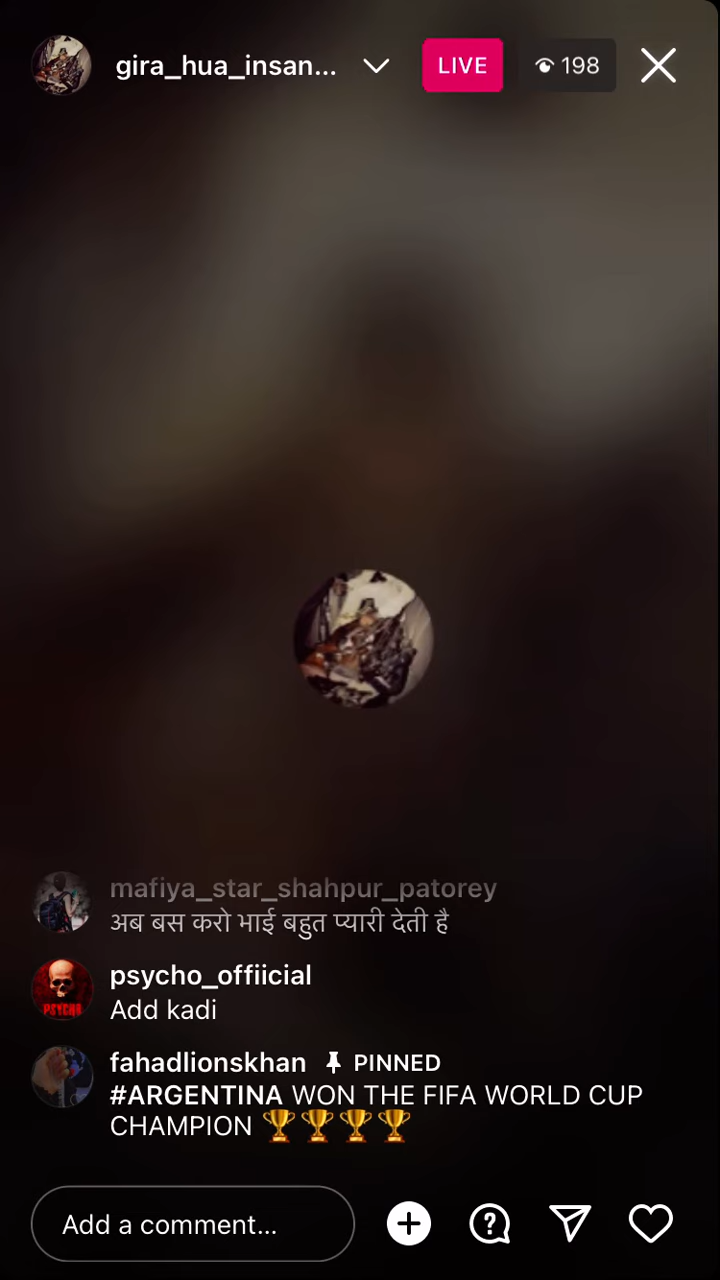 gira_hua_insan...
LIVE
198
mafiya_star_shahpur_patorey
अब बस करो भाई बहुत प्यारी देती है
psycho_offiicial
PSYCHO
Add kadi
fahadlionskhan PINNED
#ARGENTINA WON THE FIFA WORLD CUP
CHAMPION 🏆🏆🏆🏆
Add a comment...